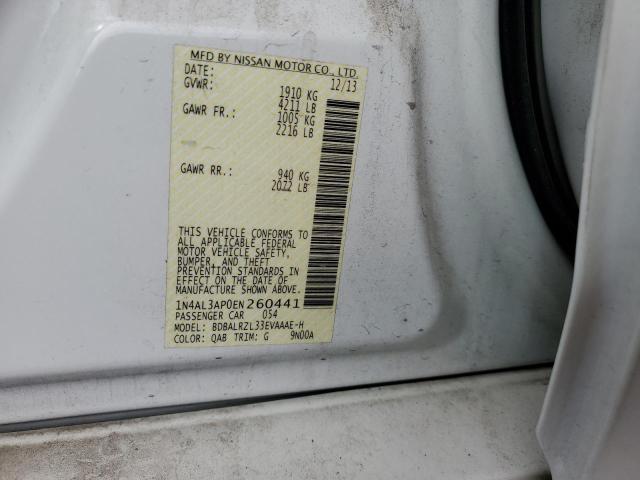 MFD BY NISSAN MOTOR CO., LTD.
DATE: 12/13
GVWR: 1910 KG
4211 LB
GAWR FR.: 1005 KG
2216 LB
GAWR RR.: 940 KG
2072 LB
THIS VEHICLE CONFORMS TO
ALL APPLICABLE FEDERAL
MOTOR VEHICLE SAFETY,
BUMPER, AND THEFT
PREVENTION STANDARDS IN
EFFECT ON THE DATE OF
MANUFACTURE SHOWN ABOVE.
1N4AL3AP0EN260441
PASSENGER CAR 054
MODEL: BDBALRZL33EVAAAE-H
COLOR: QAB TRIM: G 9N00A